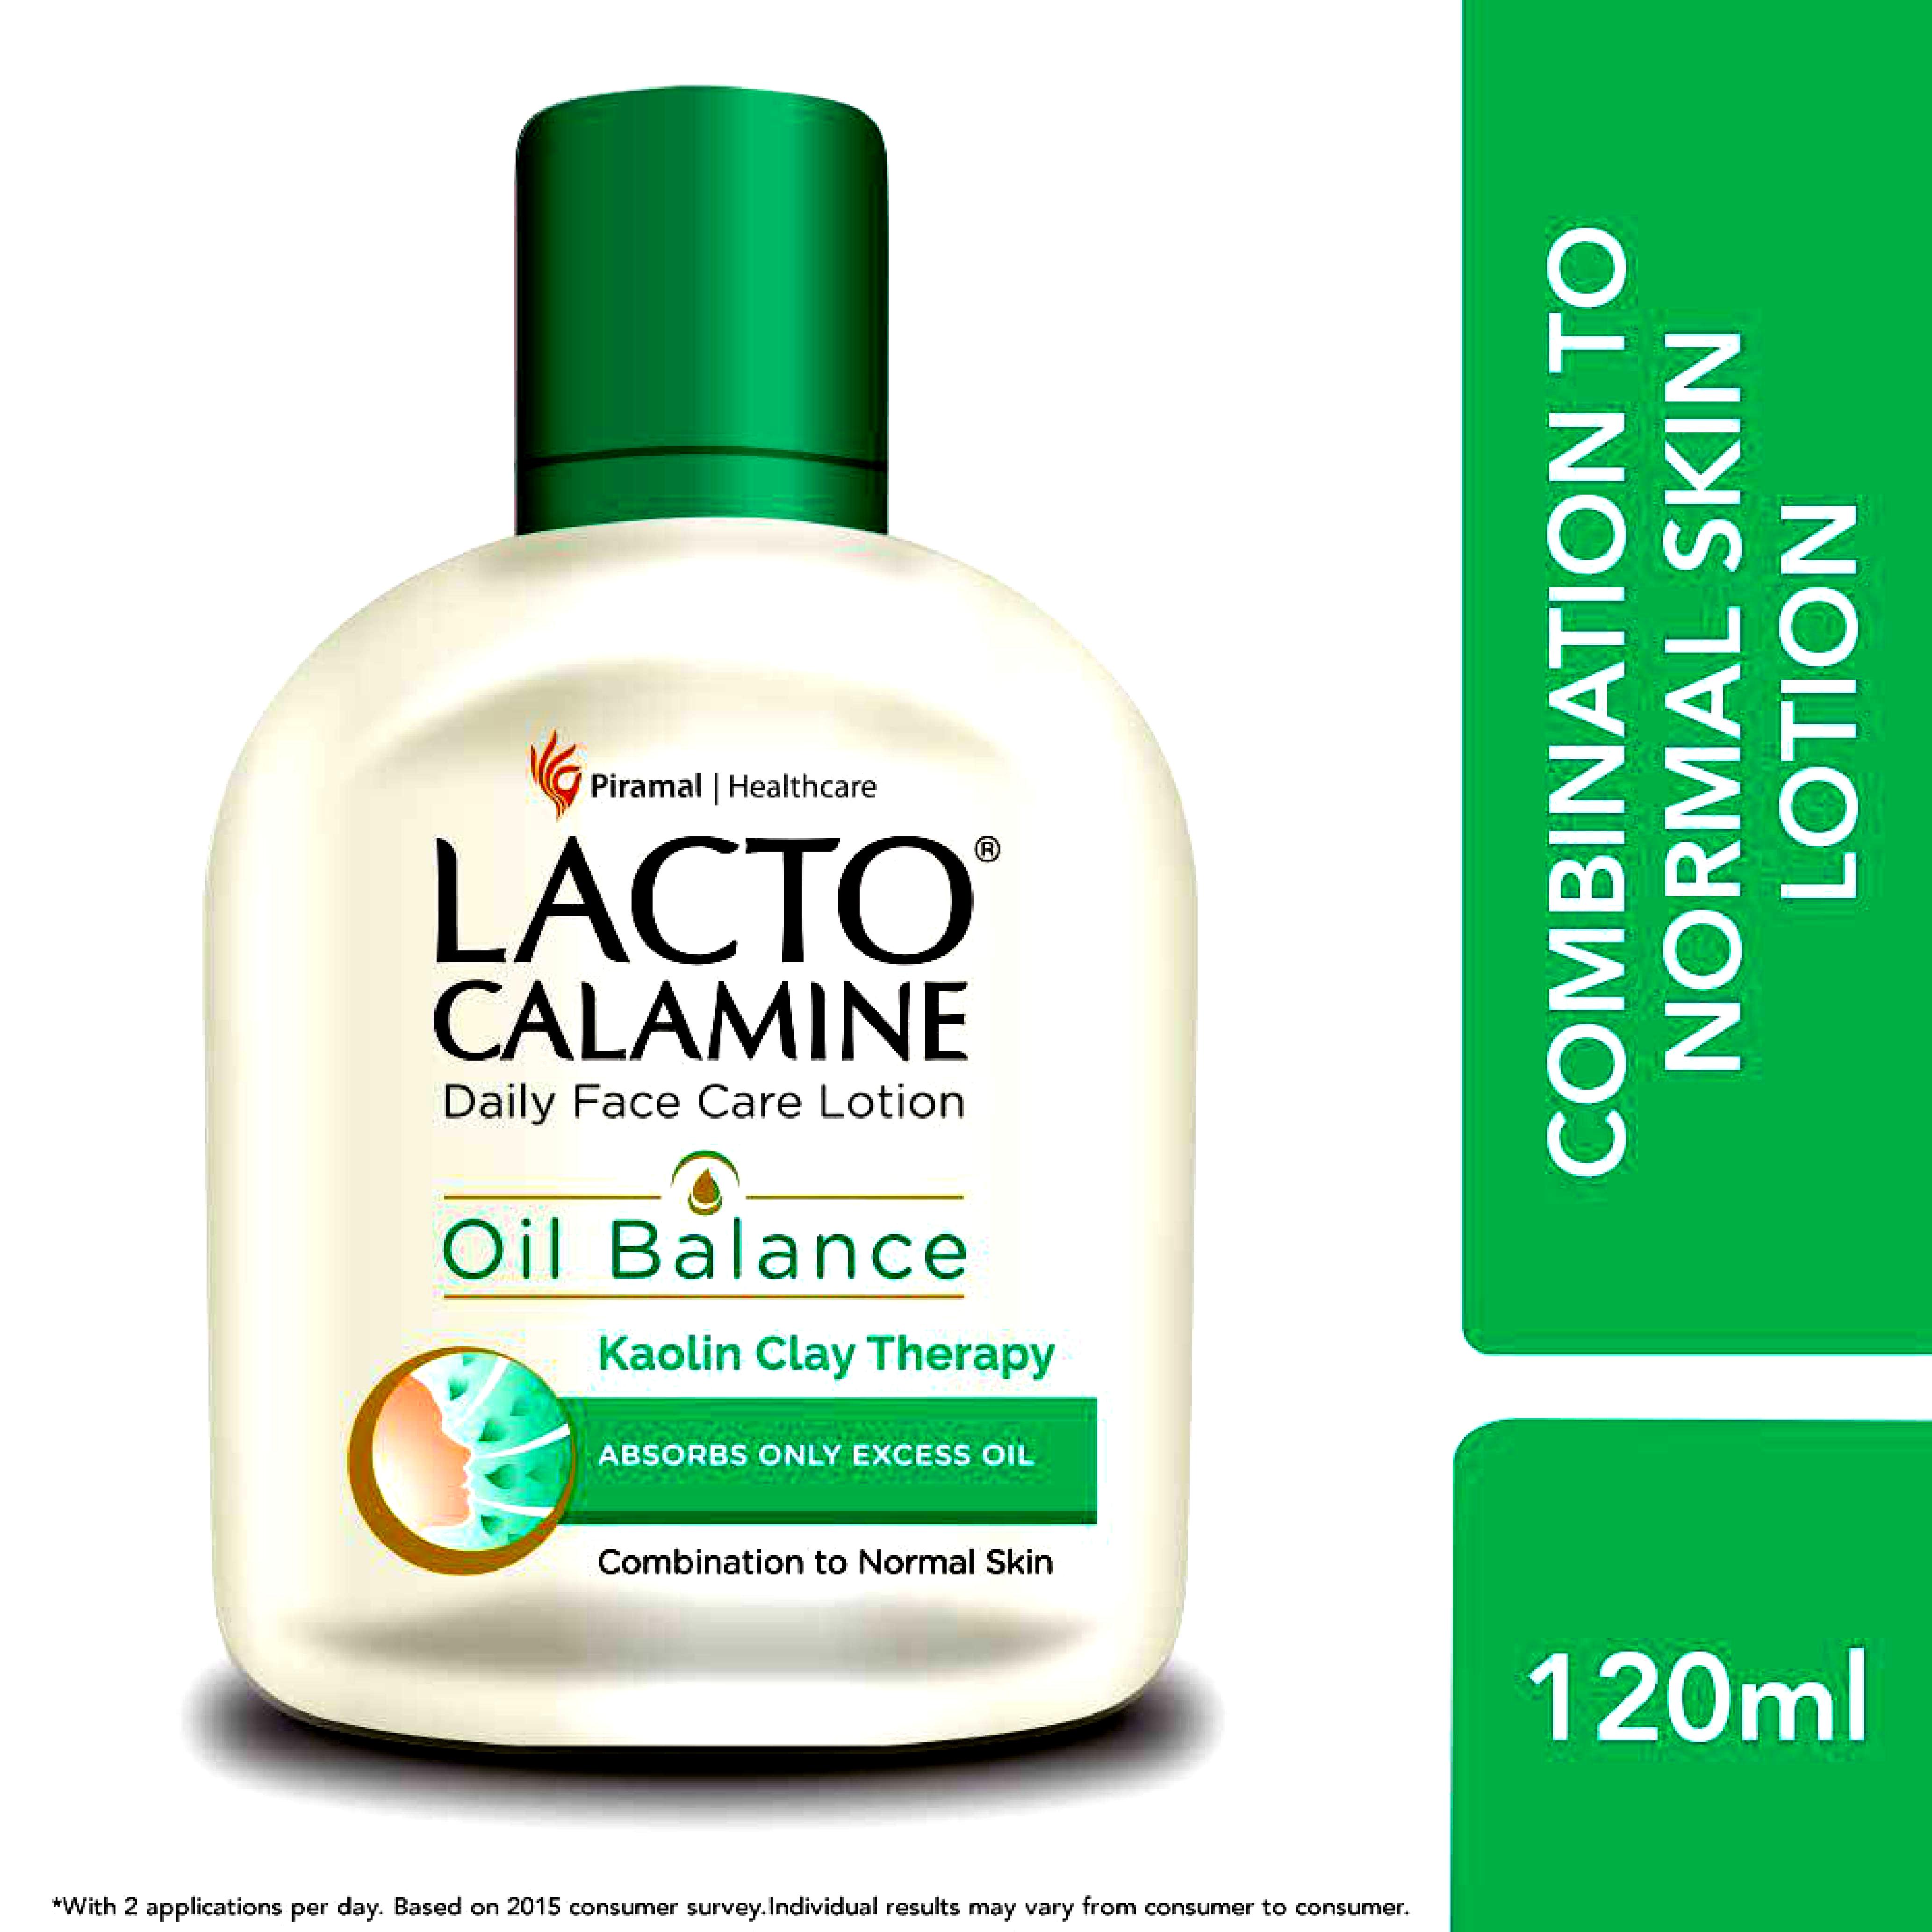 Piramal | Healthcare
LACTO®
CALAMINE
Daily Face Care Lotion
Oil Balance
Kaolin Clay Therapy
ABSORBS ONLY EXCESS OIL
Combination to Normal Skin
COMBINATION TO
NORMAL SKIN
LOTION
120ml
*With 2 applications per day. Based on 2015 consumer survey.Individual results may vary from consumer to consumer.